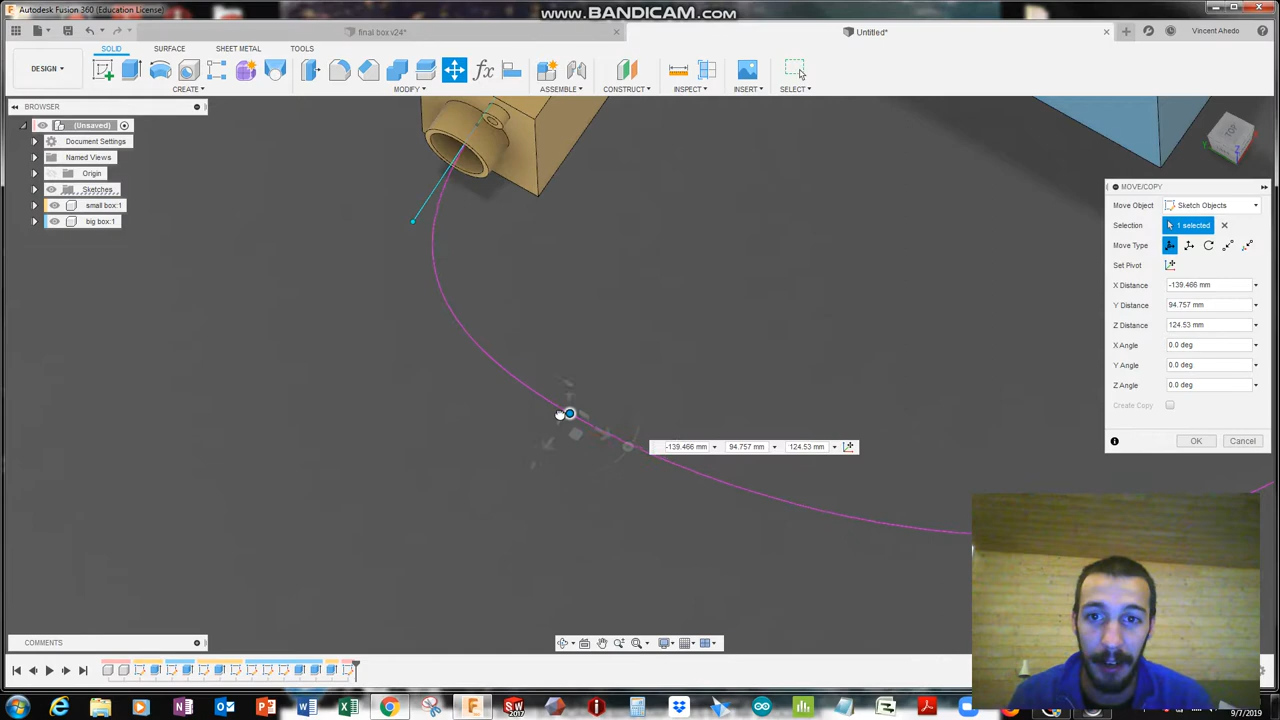 Autodesk Fusion 360 (Education License)
www.BANDICAM.com
final box v24*
Untitled*
Vincent Ahedo
SOLID SURFACE SHEET METAL TOOLS
DESIGN
CREATE MODIFY ASSEMBLE CONSTRUCT INSPECT INSERT SELECT
BROWSER
(Unsaved)
Document Settings
Named Views
Origin
Sketches
small box:1
big box:1
TOP
MOVE/COPY
Move Object Sketch Objects
Selection 1 selected
Move Type
Set Pivot
X Distance -139.466 mm
Y Distance 94.757 mm
Z Distance 124.53 mm
X Angle 0.0 deg
Y Angle 0.0 deg
Z Angle 0.0 deg
Create Copy
OK Cancel
-139.466 mm 94.757 mm 124.53 mm
COMMENTS
9/7/2019